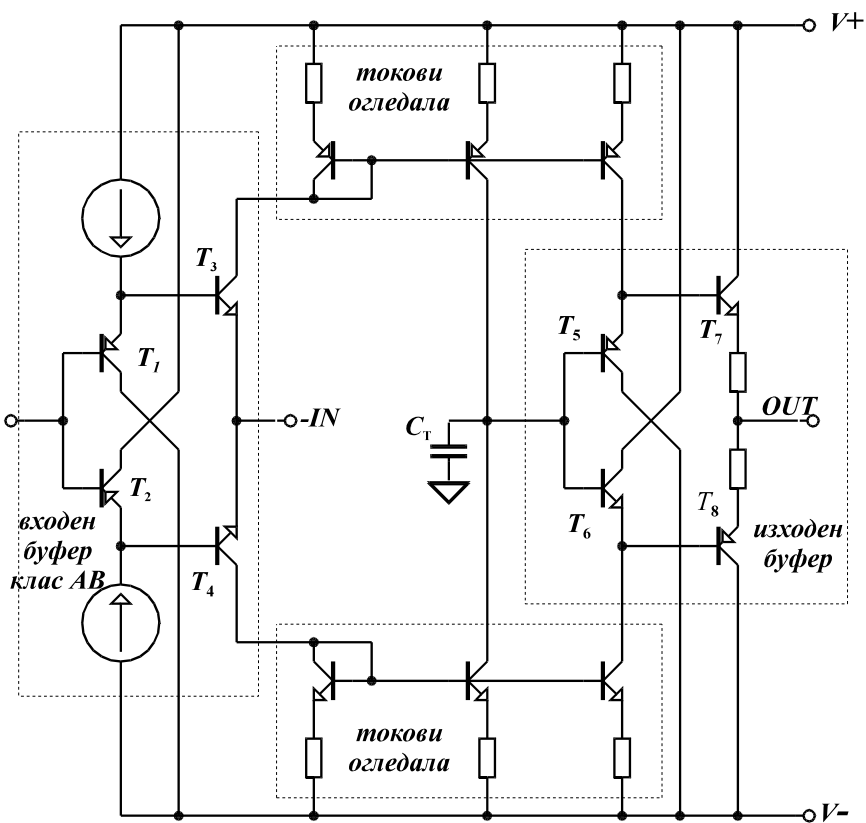 V+
токови
огледала
T3
T1
T5
T7
-IN
OUT
CT
T2
T6
T8
входен
буфер
клас AB
T4
изходен
буфер
токови
огледала
V-